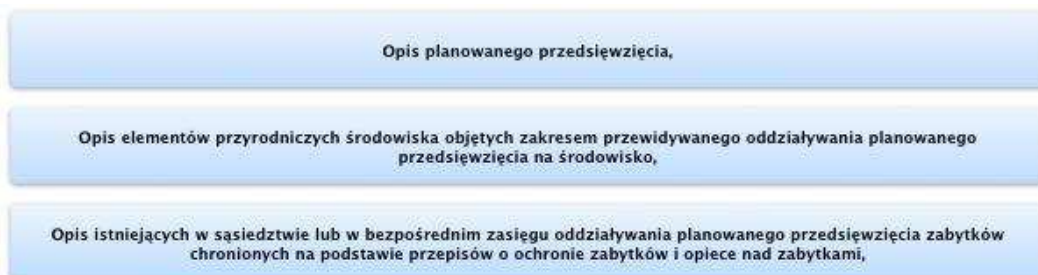 Opis planowanego przedsięwzięcia,
Opis elementów przyrodniczych środowiska objętych zakresem przewidywanego oddziaływania planowanego
przedsięwzięcia na środowisko,
Opis istniejących w sąsiedztwie lub w bezpośrednim zasięgu oddziaływania planowanego przedsięwzięcia zabytków
chronionych na podstawie przepisów o ochronie zabytków i opiece nad zabytkami,